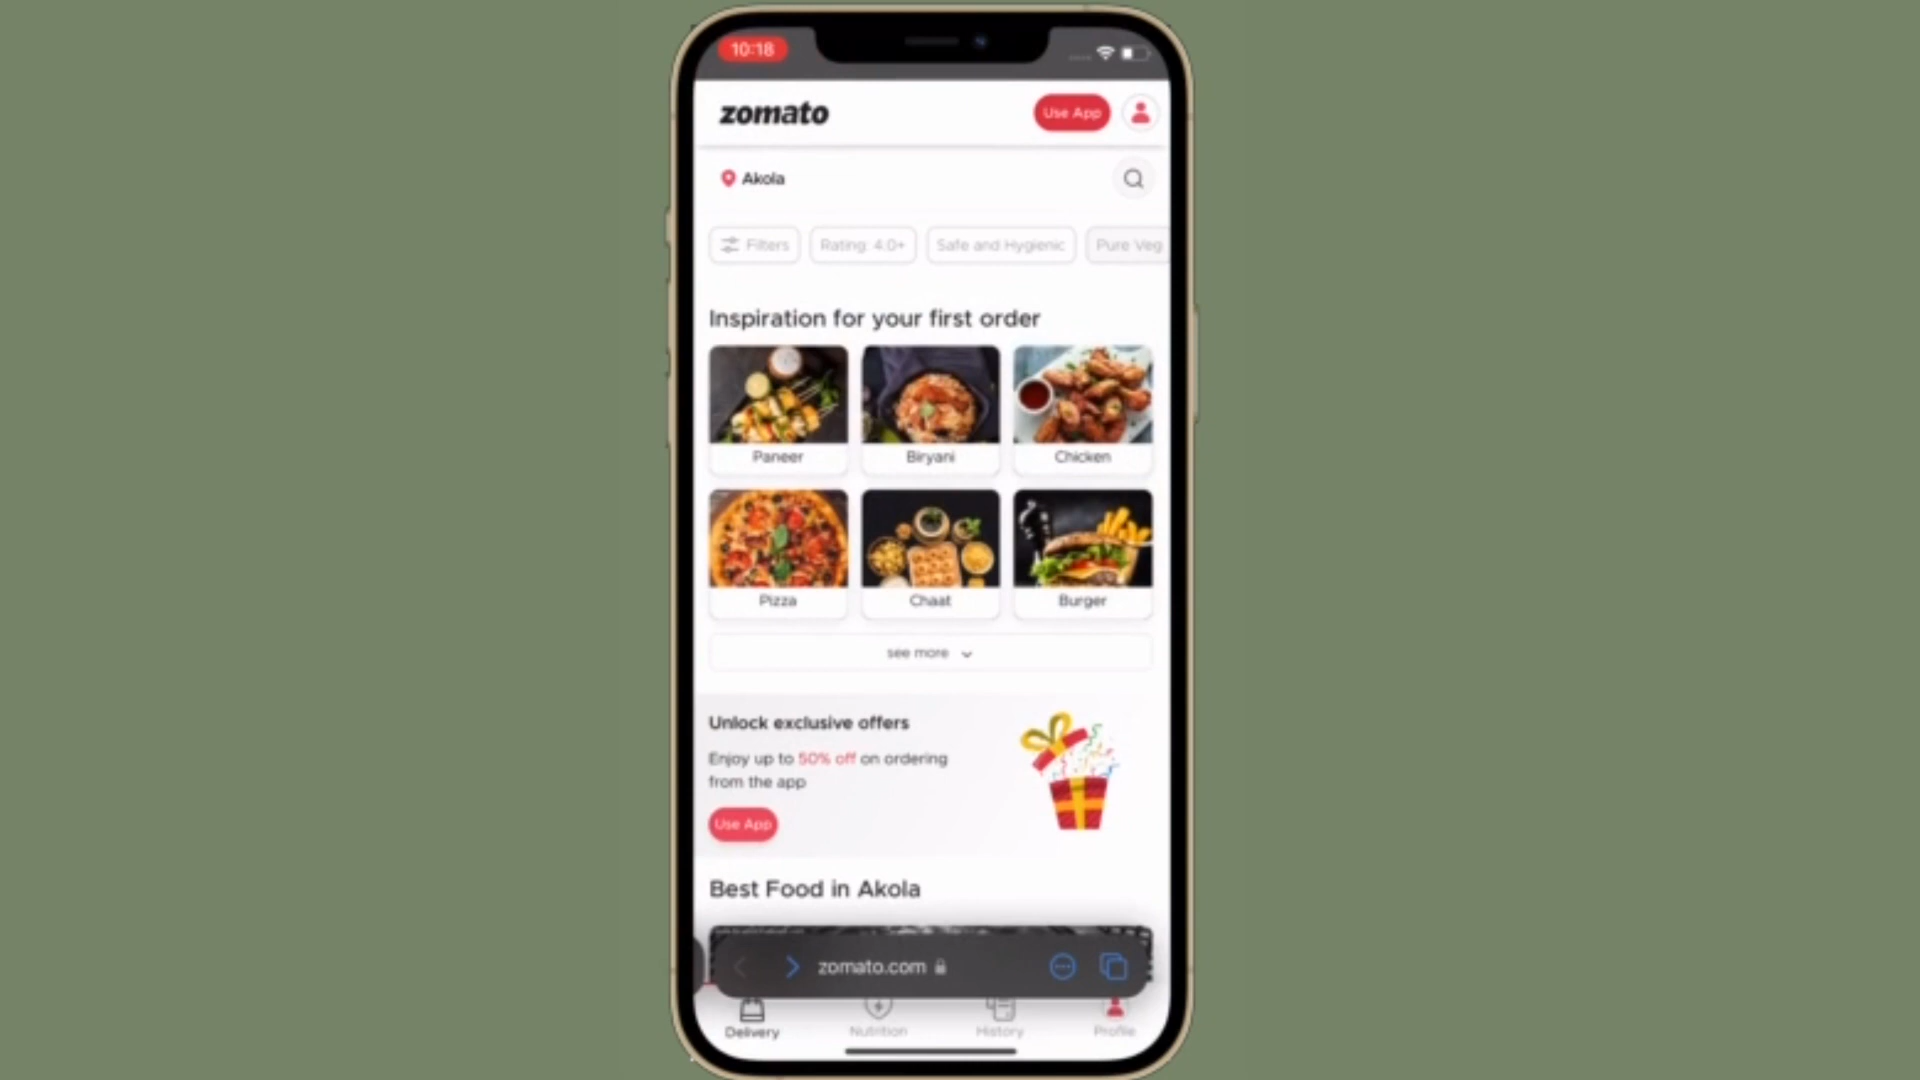 10:18
zomato
Use App
Akola
Filters
Rating: 4.0+
Safe and Hygienic
Pure Veg
Inspiration for your first order
Paneer
Biryani
Chicken
Pizza
Chaat
Burger
see more
Unlock exclusive offers
Enjoy up to 50% off on ordering
from the app
Use App
Best Food in Akola
zomato.com
Delivery
Nutrition
History
Profile